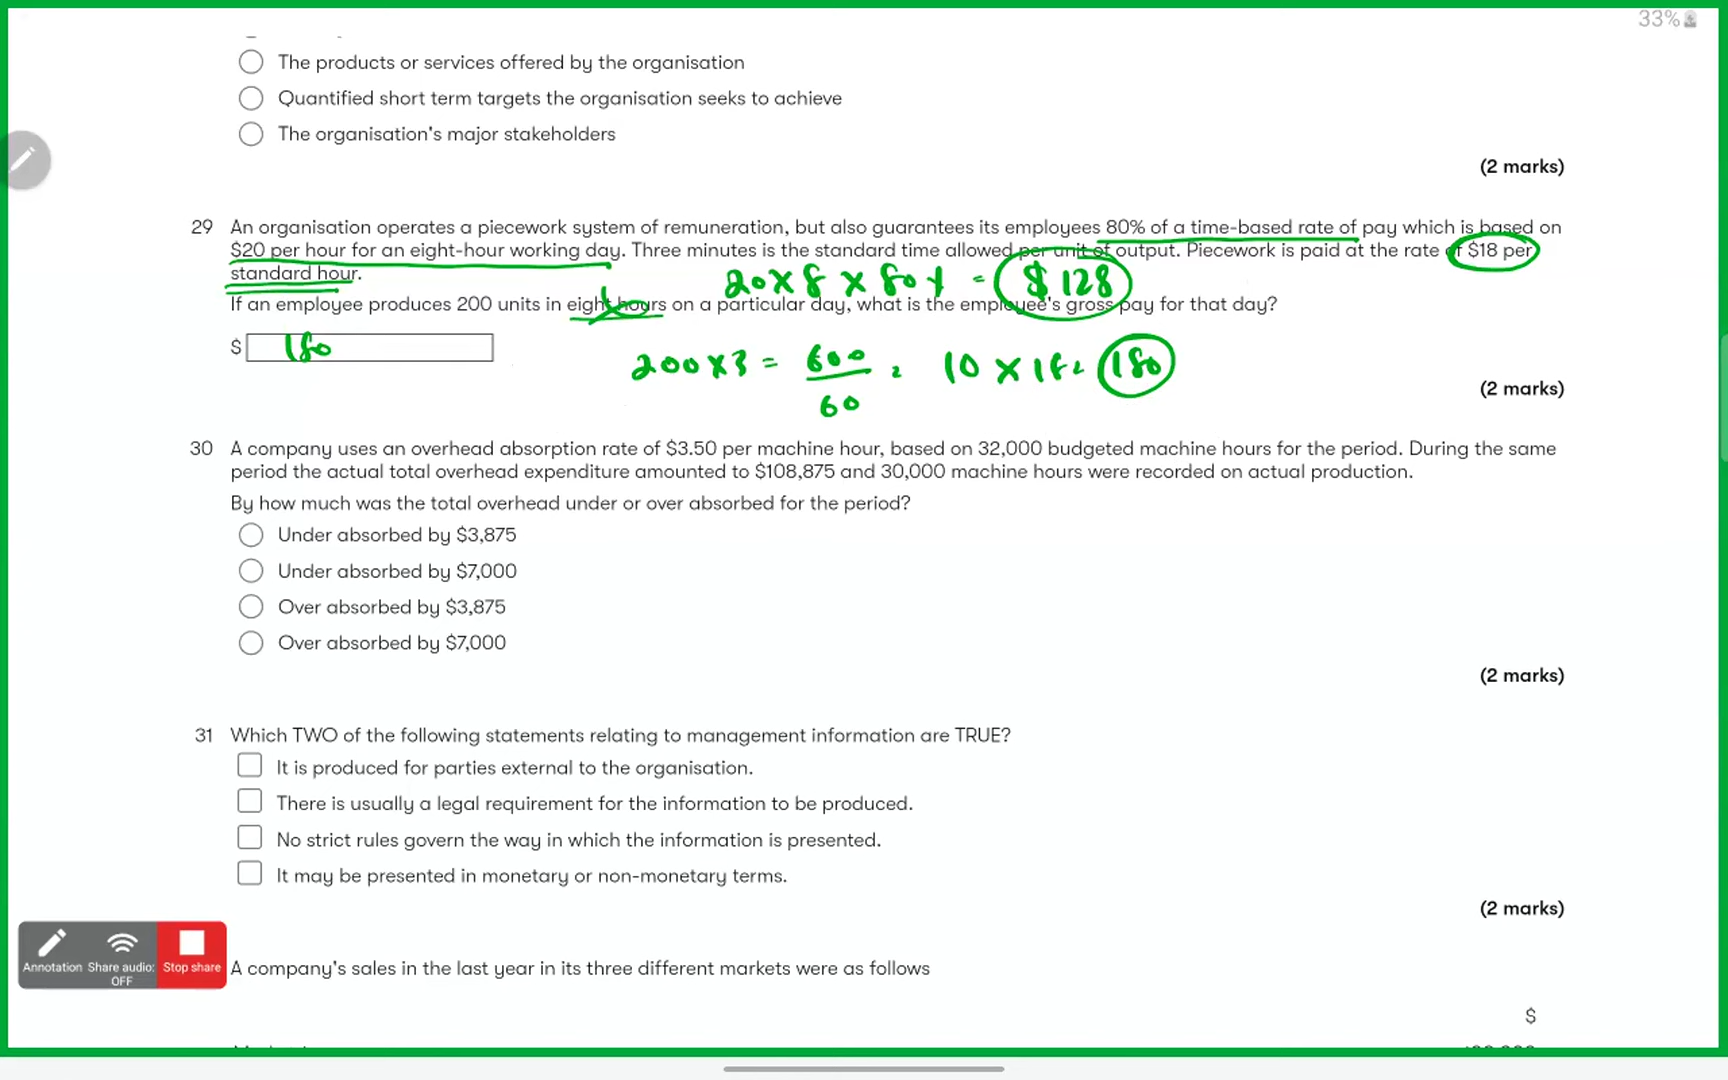 33%
The products or services offered by the organisation
Quantified short term targets the organisation seeks to achieve
The organisation's major stakeholders
(2 marks)
29 An organisation operates a piecework system of remuneration, but also guarantees its employees 80% of a time-based rate of pay which is based on
$20 per hour for an eight-hour working day. Three minutes is the standard time allowed per unit of output. Piecework is paid at the rate of $18 per
standard hour.
20 x 8 x 80% = $128
If an employee produces 200 units in eight hours on a particular day, what is the employee's gross pay for that day?
$ 180
200 x 3 = 600/60 = 10 x 18 = 180
(2 marks)
30 A company uses an overhead absorption rate of $3.50 per machine hour, based on 32,000 budgeted machine hours for the period. During the same
period the actual total overhead expenditure amounted to $108,875 and 30,000 machine hours were recorded on actual production.
By how much was the total overhead under or over absorbed for the period?
Under absorbed by $3,875
Under absorbed by $7,000
Over absorbed by $3,875
Over absorbed by $7,000
(2 marks)
31 Which TWO of the following statements relating to management information are TRUE?
It is produced for parties external to the organisation.
There is usually a legal requirement for the information to be produced.
No strict rules govern the way in which the information is presented.
It may be presented in monetary or non-monetary terms.
(2 marks)
Annotation Share audio: OFF Stop share
A company's sales in the last year in its three different markets were as follows
$